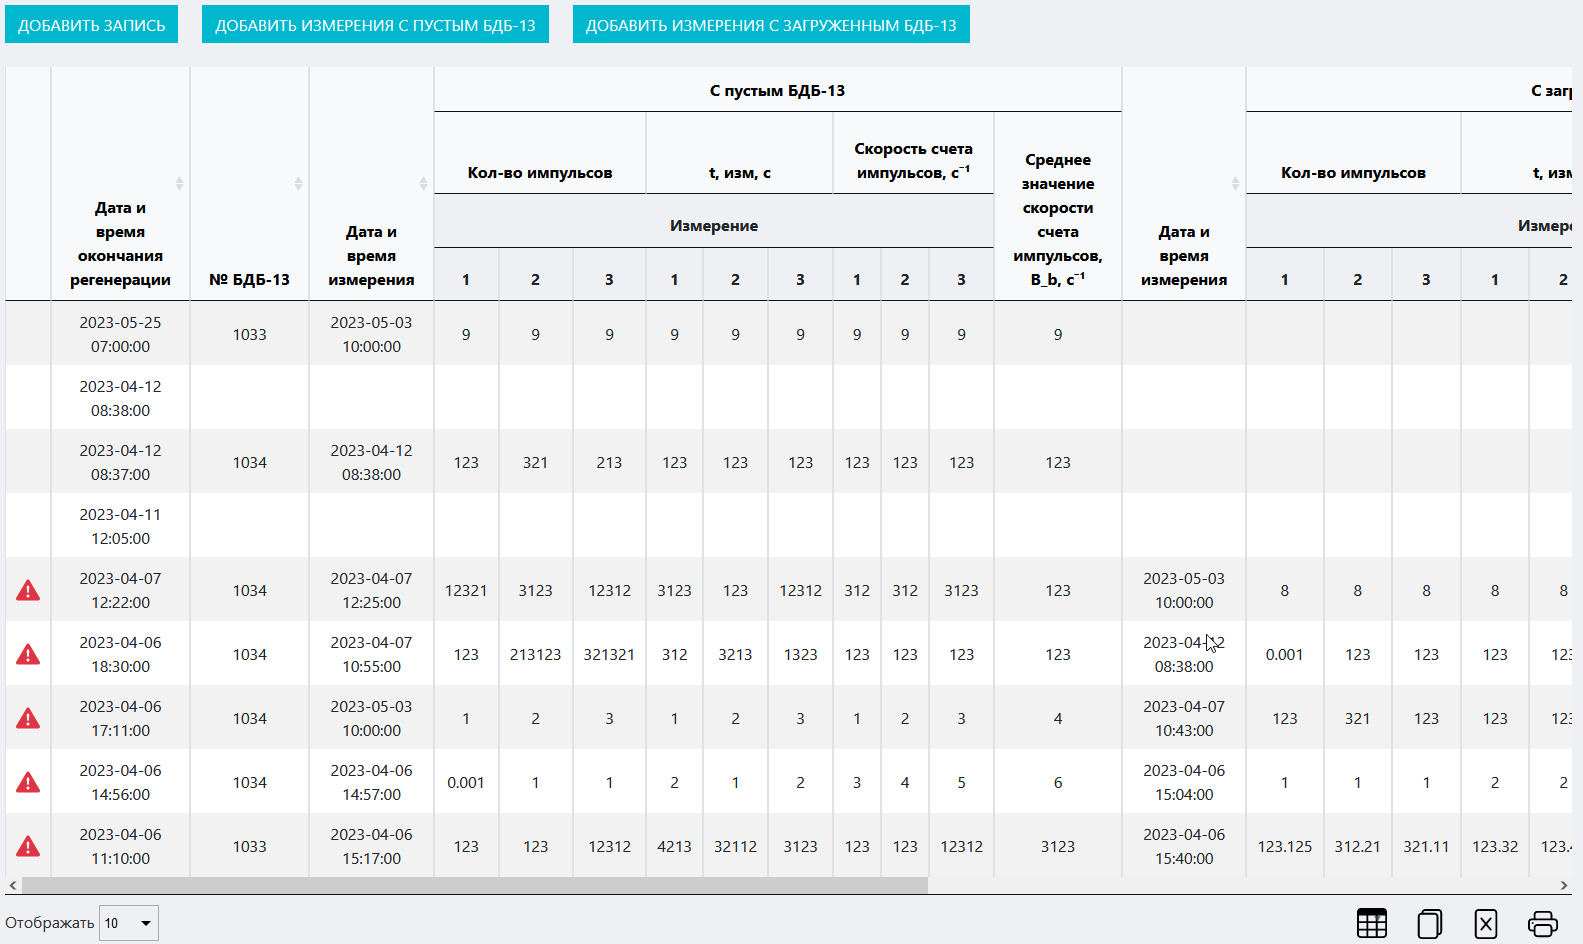 ДОБАВИТЬ ЗАПИСЬ ДОБАВИТЬ ИЗМЕРЕНИЯ С ПУСТЫМ БДБ-13 ДОБАВИТЬ ИЗМЕРЕНИЯ С ЗАГРУЖЕННЫМ БДБ-13
Дата и
время
окончания
регенерации
№ БДБ-13
Дата и
время
измерения
С пустым БДБ-13
Кол-во импульсов
t, изм, с
Скорость счета
импульсов, с⁻¹
Среднее
значение
скорости
счета
импульсов,
B_b, с⁻¹
Измерение
1 2 3 1 2 3 1 2 3
Дата и
время
измерения
С заг
Кол-во импульсов
t, изм
Измере
1 2 3 1 2
2023-05-25 07:00:00 1033 2023-05-03 10:00:00 9 9 9 9 9 9 9 9 9 9
2023-04-12 08:38:00
2023-04-12 08:37:00 1034 2023-04-12 08:38:00 123 321 213 123 123 123 123 123 123 123
2023-04-11 12:05:00
2023-04-07 12:22:00 1034 2023-04-07 12:25:00 12321 3123 12312 3123 123 12312 312 312 3123 123 2023-05-03 10:00:00 8 8 8 8 8
2023-04-06 18:30:00 1034 2023-04-07 10:55:00 123 213123 321321 312 3213 1323 123 123 123 123 2023-04-12 08:38:00 0.001 123 123 123 123
2023-04-06 17:11:00 1034 2023-05-03 10:00:00 1 2 3 1 2 3 1 2 3 4 2023-04-07 10:43:00 123 321 123 123 123
2023-04-06 14:56:00 1034 2023-04-06 14:57:00 0.001 1 1 2 1 2 3 4 5 6 2023-04-06 15:04:00 1 1 1 2 2
2023-04-06 11:10:00 1033 2023-04-06 15:17:00 123 123 12312 4213 32112 3123 123 123 12312 3123 2023-04-06 15:40:00 123.125 312.21 321.11 123.32 123.
Отображать 10